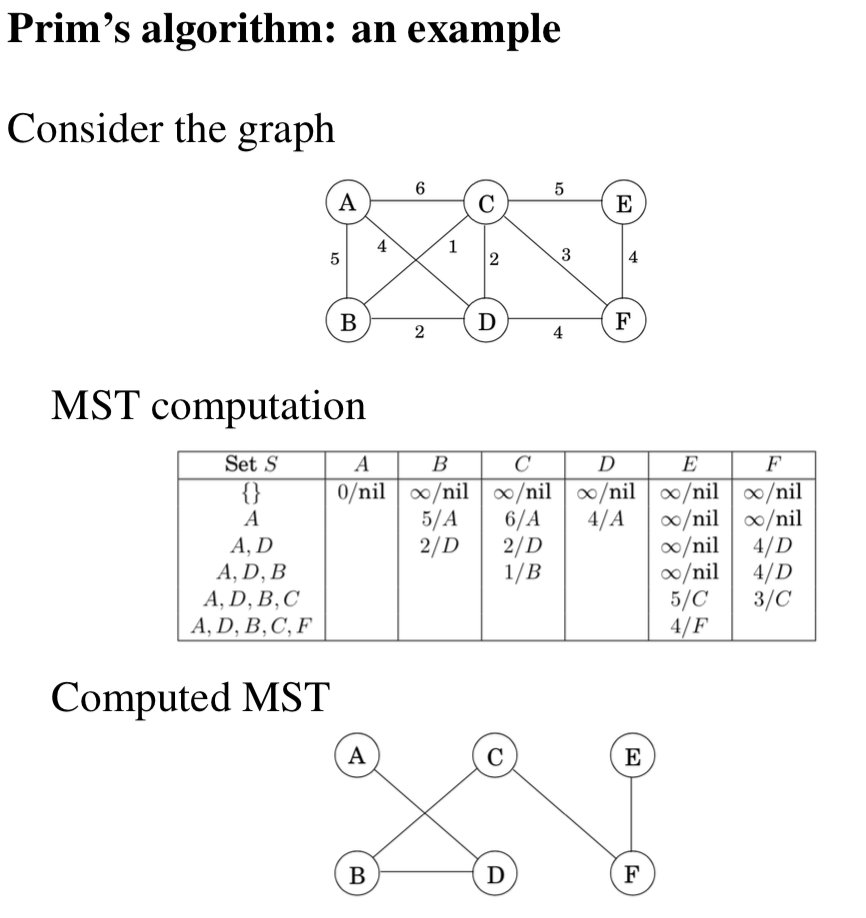 Prim’s algorithm: an example
Consider the graph
6 5
A C E
4 1 3
5 2 4
B D F
2 4
MST computation
Set S A B C D E F
{} 0/nil ∞/nil ∞/nil ∞/nil ∞/nil ∞/nil
A 5/A 6/A 4/A ∞/nil ∞/nil
A, D 2/D 2/D ∞/nil 4/D
A, D, B 1/B ∞/nil 4/D
A, D, B, C 5/C 3/C
A, D, B, C, F 4/F
Computed MST
A C E
B D F